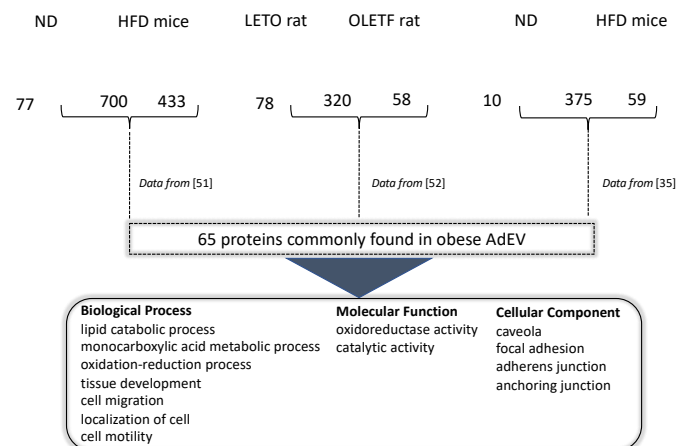 ND HFD mice LETO rat OLETF rat ND HFD mice
77 700 433 78 320 58 10 375 59
Data from [51] Data from [52] Data from [35]
65 proteins commonly found in obese AdEV
Biological Process
lipid catabolic process
monocarboxylic acid metabolic process
oxidation-reduction process
tissue development
cell migration
localization of cell
cell motility
Molecular Function
oxidoreductase activity
catalytic activity
Cellular Component
caveola
focal adhesion
adherens junction
anchoring junction